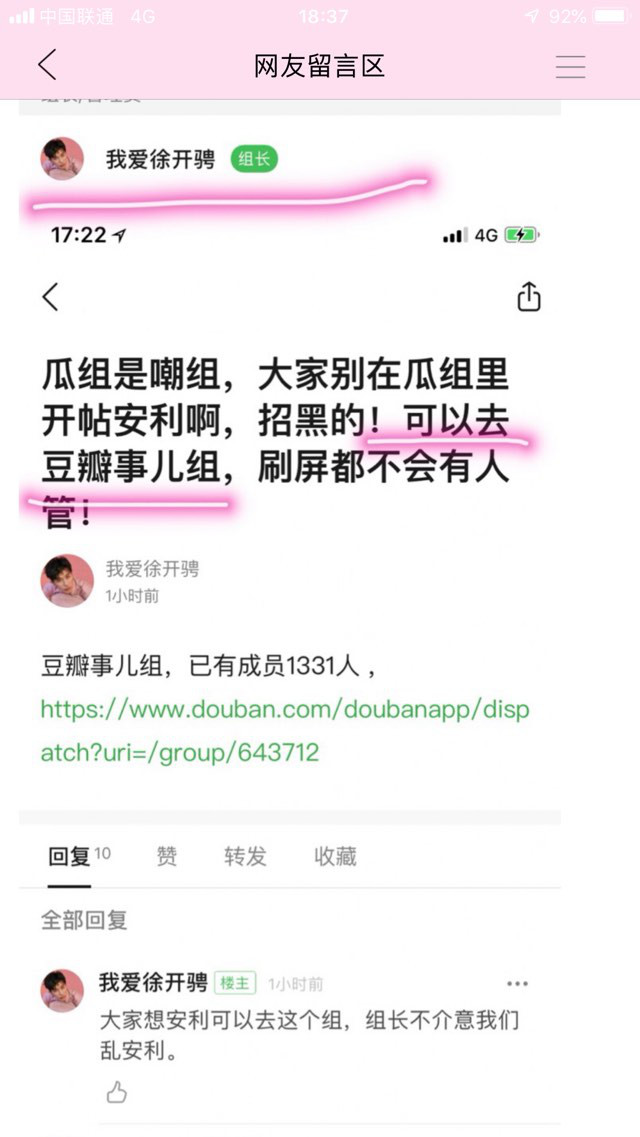 中国联通 4G 18:37 92%
网友留言区
我爱徐开骋 组长
17:22 4G
瓜组是嘲组，大家别在瓜组里
开帖安利啊，招黑的！可以去
豆瓣事儿组，刷屏都不会有人
管！
我爱徐开骋
1小时前
豆瓣事儿组，已有成员1331人，
https://www.douban.com/doubanapp/disp
atch?uri=/group/643712
回复 10 赞 转发 收藏
全部回复
我爱徐开骋 楼主 1小时前
大家想安利可以去这个组，组长不介意我们
乱安利。